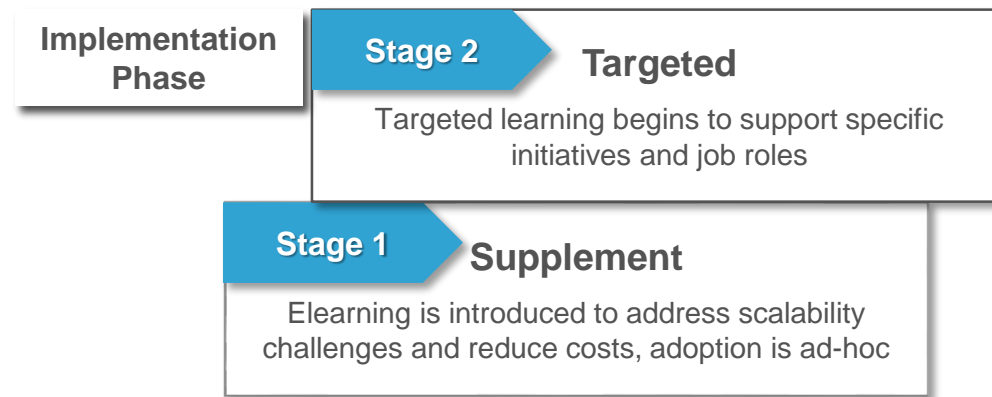 Implementation
Phase
Stage 2
Targeted
Targeted learning begins to support specific
initiatives and job roles
Stage 1
Supplement
Elearning is introduced to address scalability
challenges and reduce costs, adoption is ad-hoc